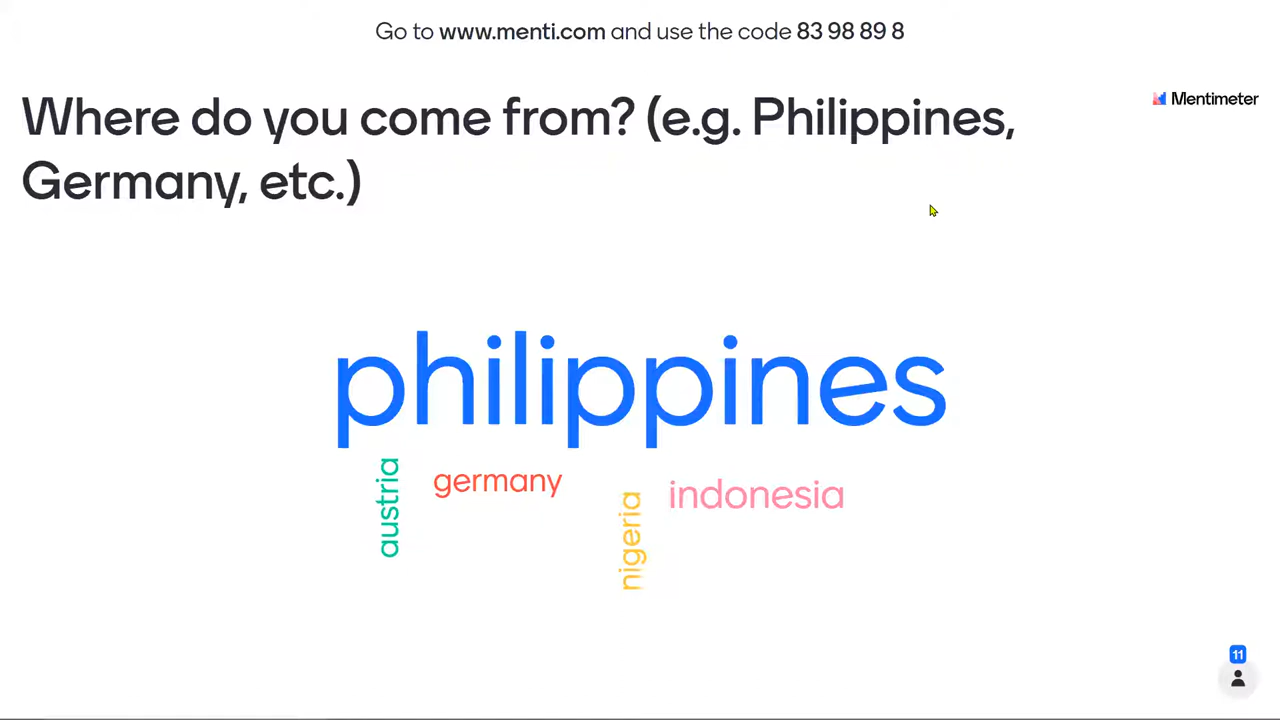 Go to www.menti.com and use the code 83 98 89 8
Where do you come from? (e.g. Philippines,
Germany, etc.)
Mentimeter
philippines
austria
germany
nigeria
indonesia
11